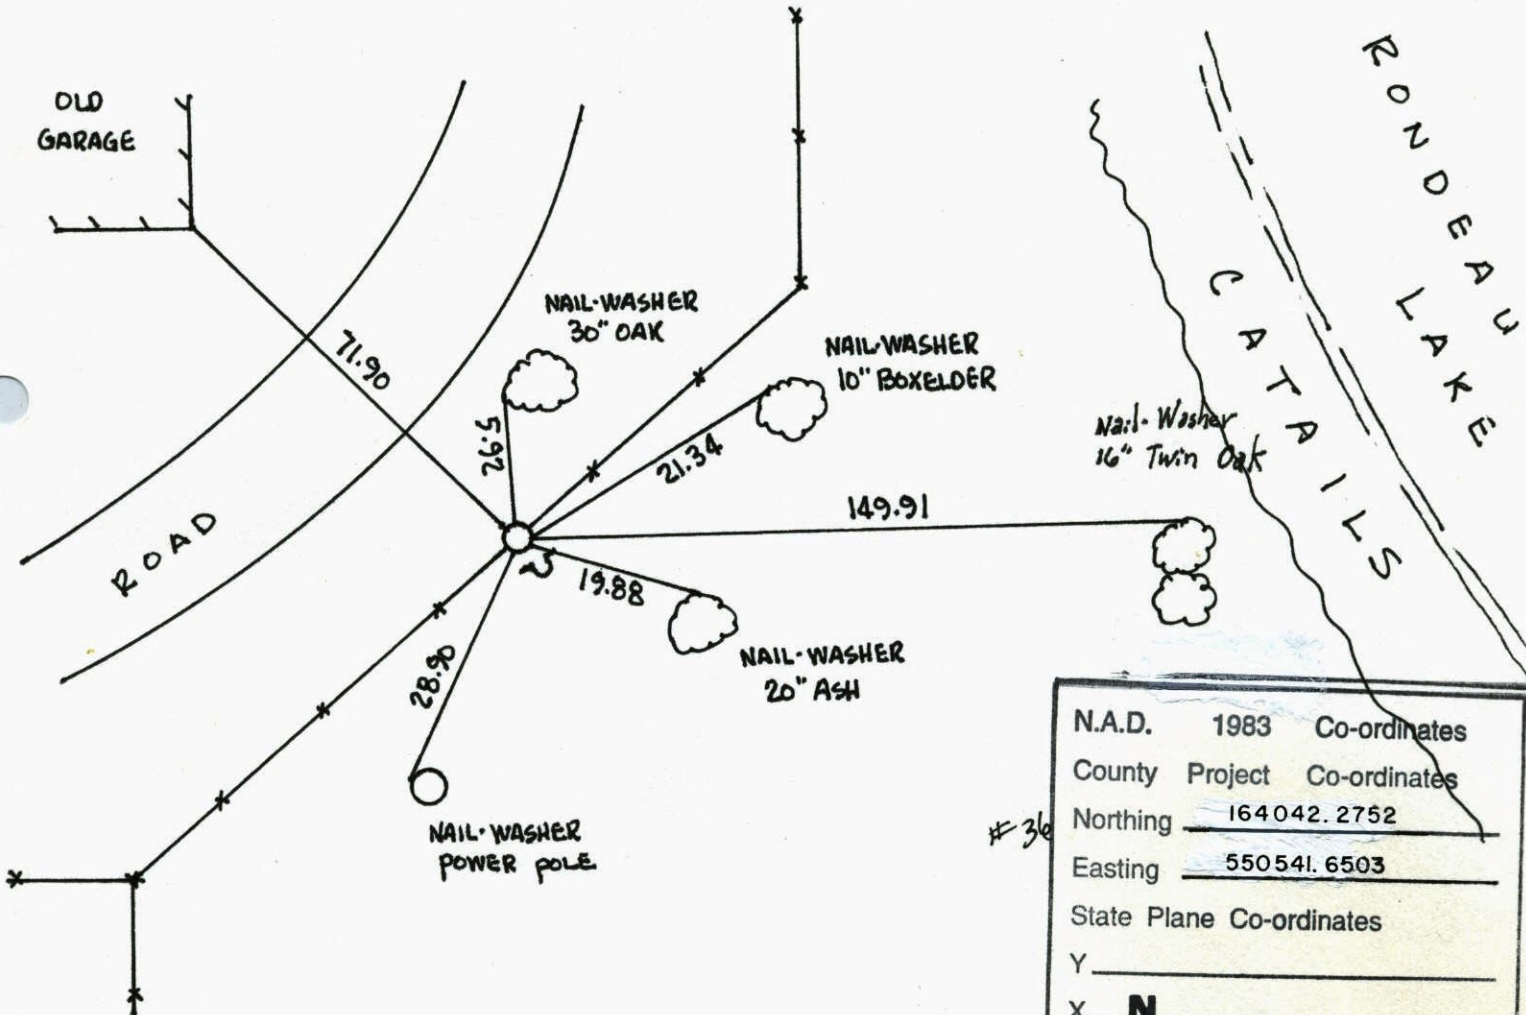 OLD
GARAGE
RONDEAU
LAKE
CATAILS
NAIL-WASHER
30" OAK
NAIL-WASHER
10" BOXELDER
71.90
5.92
21.34
Nail-Washer
16" Twin Oak
149.91
ROAD
19.88
NAIL-WASHER
20" ASH
28.90
NAIL-WASHER
POWER POLE
N.A.D. 1983 Co-ordinates
County Project Co-ordinates
Northing 164042.2752
#36
Easting 550541.6503
State Plane Co-ordinates
Y
X N